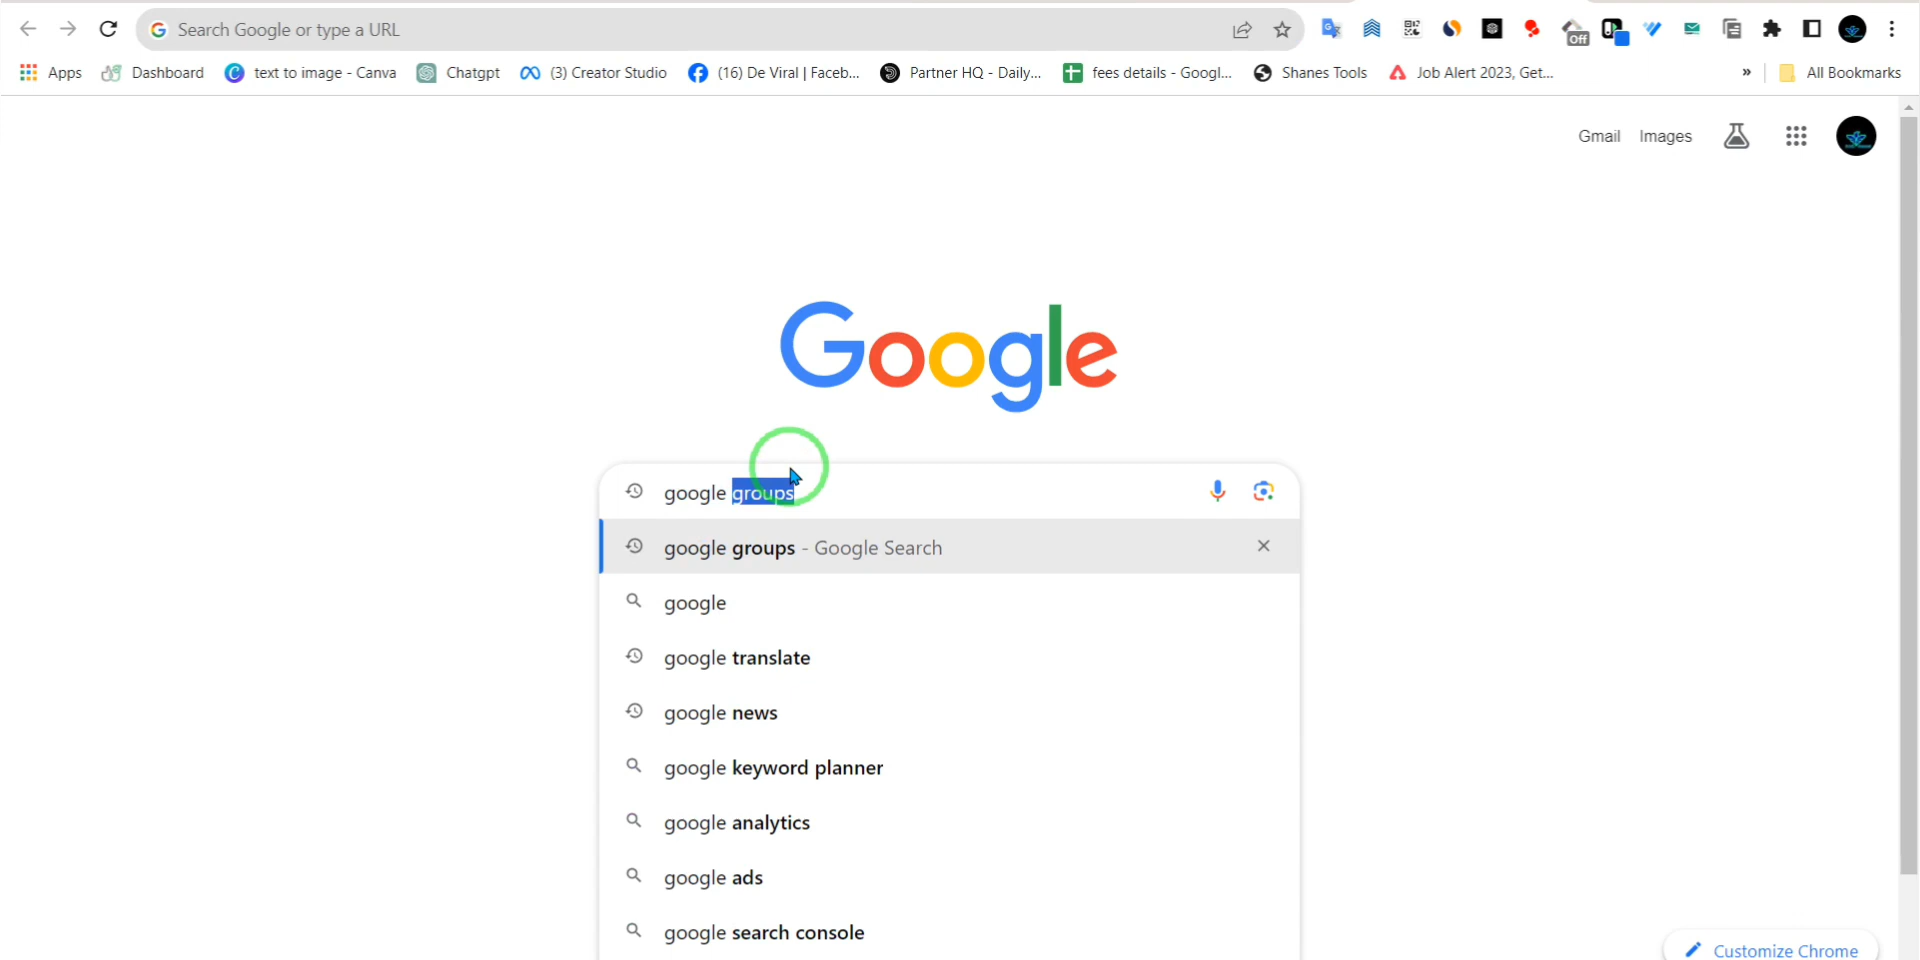 Search Google or type a URL
Off
Apps Dashboard text to image - Canva Chatgpt (3) Creator Studio (16) De Viral | Faceb... Partner HQ - Daily... fees details - Googl... Shanes Tools Job Alert 2023, Get... » All Bookmarks
Gmail Images
Google
google groups
google groups - Google Search
google
google translate
google news
google keyword planner
google analytics
google ads
google search console
Customize Chrome